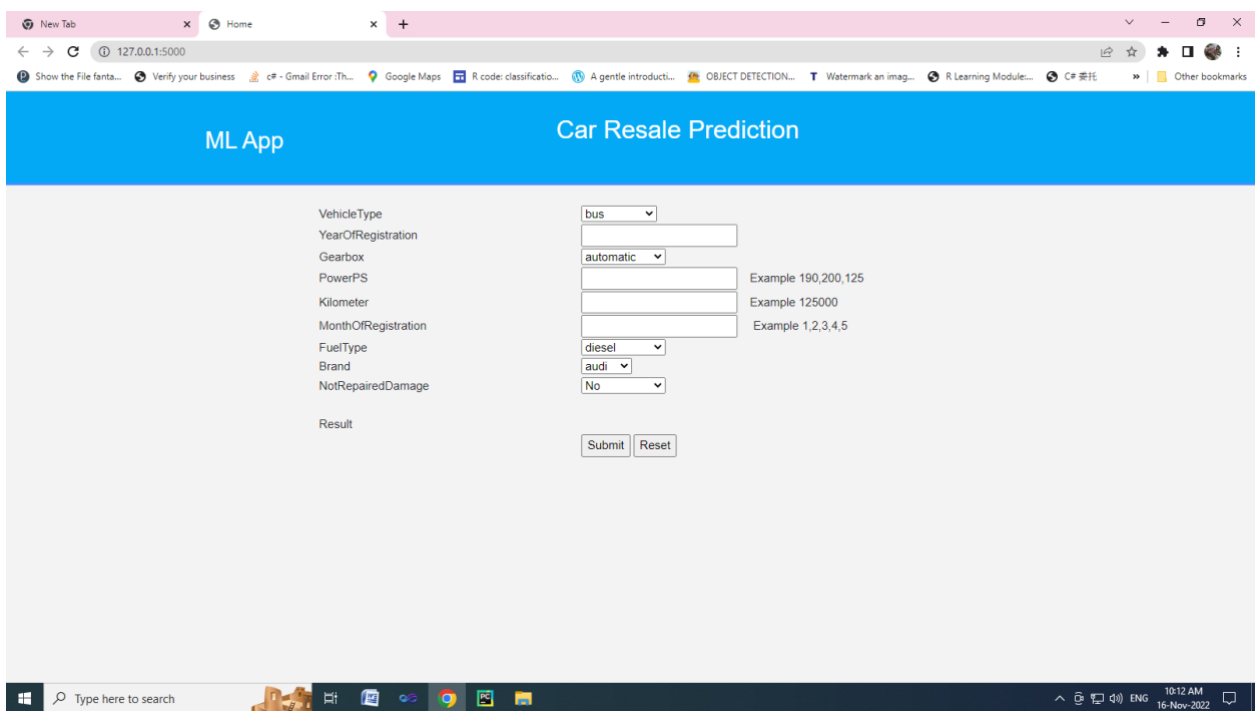 New Tab Home
127.0.0.1:5000
Show the File fanta... Verify your business c# - Gmail Error :Th... Google Maps R code: classificatio... A gentle introducti... OBJECT DETECTION... T Watermark an imag... R Learning Module:... C# 委托 » Other bookmarks
Car Resale Prediction
ML App
VehicleType bus
YearOfRegistration
Gearbox automatic
PowerPS Example 190,200,125
Kilometer Example 125000
MonthOfRegistration Example 1,2,3,4,5
FuelType diesel
Brand audi
NotRepairedDamage No
Result
Submit Reset
Type here to search PC ENG 10:12 AM
16-Nov-2022